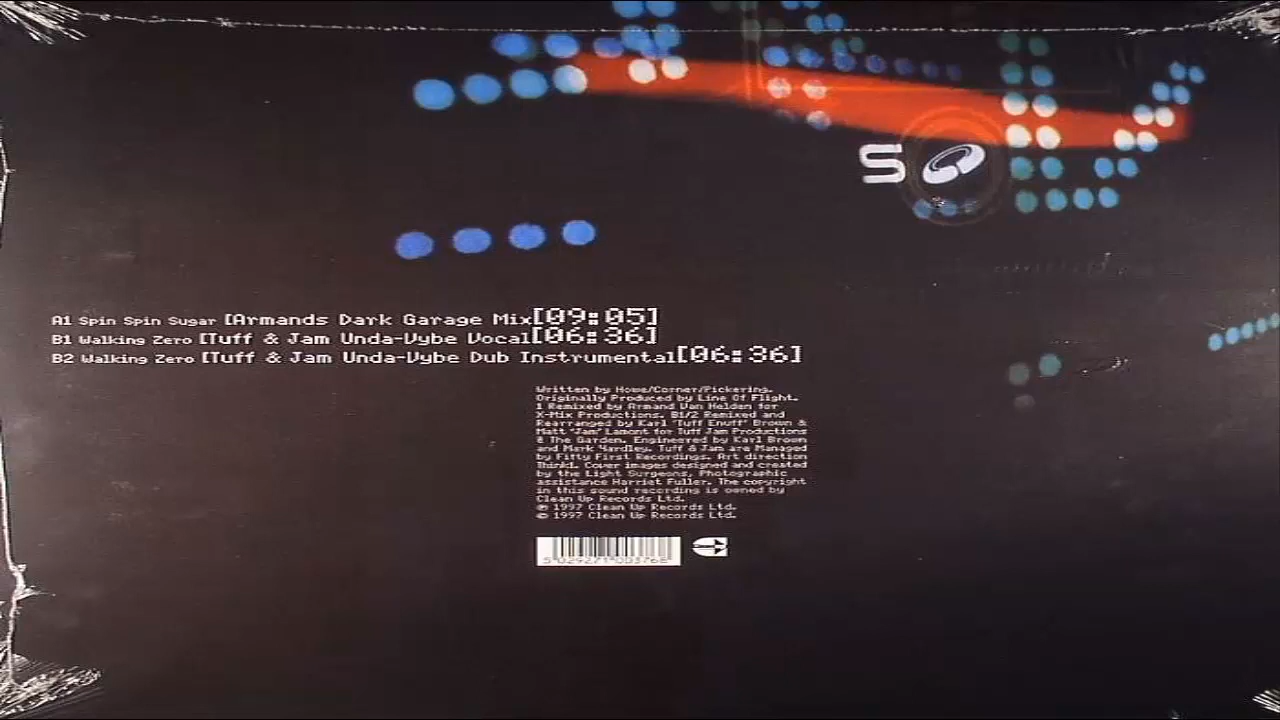 S
A1 Spin Spin Sugar [Armands Dark Garage Mix[09:05]
B1 Walking Zero [Tuff & Jam Unda-Vybe Vocal[06:36]
B2 Walking Zero [Tuff & Jam Unda-Vybe Dub Instrumental[06:36]
Written by Howe/Corner/Pickering.
Originally Produced by Line Of Flight.
1 Remixed by Armand Van Helden for
X-Mix Productions. B1/2 Remixed and
Rearranged by Karl 'Tuff Enuff' Brown &
Matt 'Jam' Lamont for Tuff Jam Productions
@ The Garden. Engineered by Karl Brown
and Mark Yardley. Tuff & Jam are Managed
by Fifty First Recordings. Art direction
Think1. Cover images designed and created
by the Light Surgeons, Photographic
assistance Harriet Fuller. The copyright
in this sound recording is owned by
Clean Up Records Ltd.
℗ 1997 Clean Up Records Ltd.
© 1997 Clean Up Records Ltd.
5 029271 003768